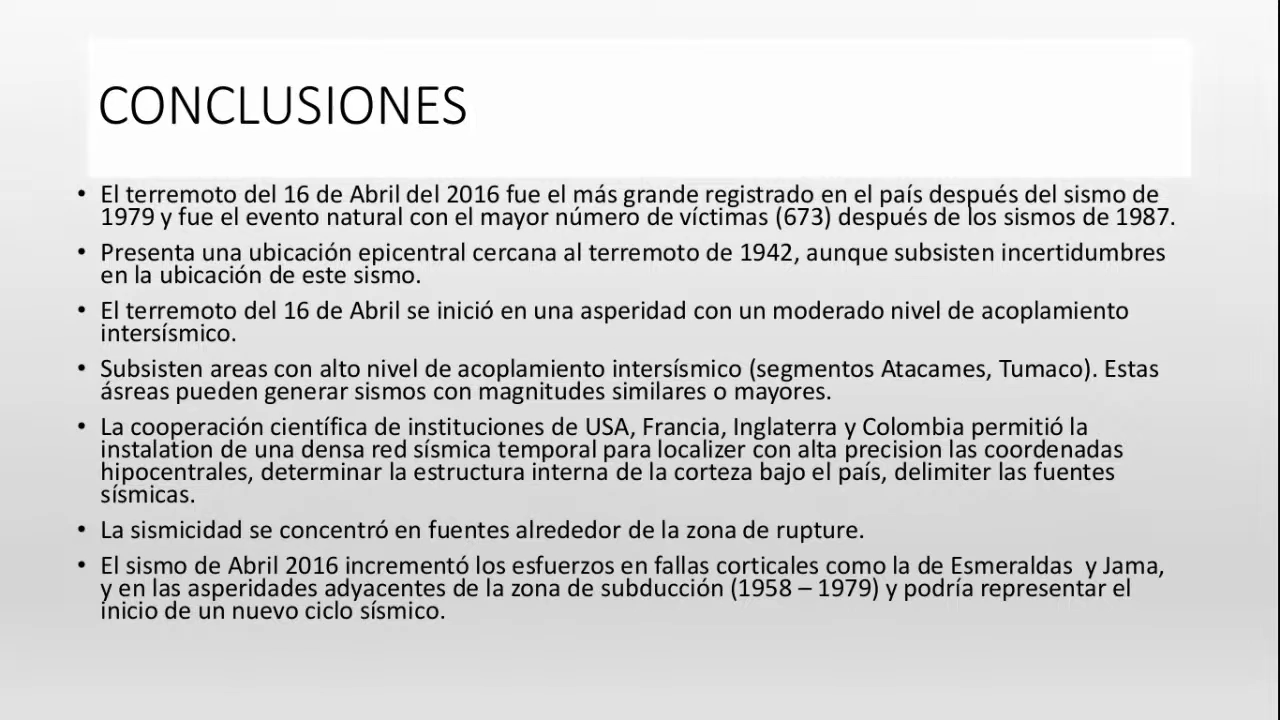 CONCLUSIONES
• El terremoto del 16 de Abril del 2016 fue el más grande registrado en el país después del sismo de
1979 y fue el evento natural con el mayor número de víctimas (673) después de los sismos de 1987.
• Presenta una ubicación epicentral cercana al terremoto de 1942, aunque subsisten incertidumbres
en la ubicación de este sismo.
• El terremoto del 16 de Abril se inició en una asperidad con un moderado nivel de acoplamiento
intersísmico.
• Subsisten areas con alto nivel de acoplamiento intersísmico (segmentos Atacames, Tumaco). Estas
ásreas pueden generar sismos con magnitudes similares o mayores.
• La cooperación científica de instituciones de USA, Francia, Inglaterra y Colombia permitió la
instalation de una densa red sísmica temporal para localizer con alta precision las coordenadas
hipocentrales, determinar la estructura interna de la corteza bajo el país, delimiter las fuentes
sísmicas.
• La sismicidad se concentró en fuentes alrededor de la zona de rupture.
• El sismo de Abril 2016 incrementó los esfuerzos en fallas corticales como la de Esmeraldas y Jama,
y en las asperidades adyacentes de la zona de subducción (1958 – 1979) y podría representar el
inicio de un nuevo ciclo sísmico.